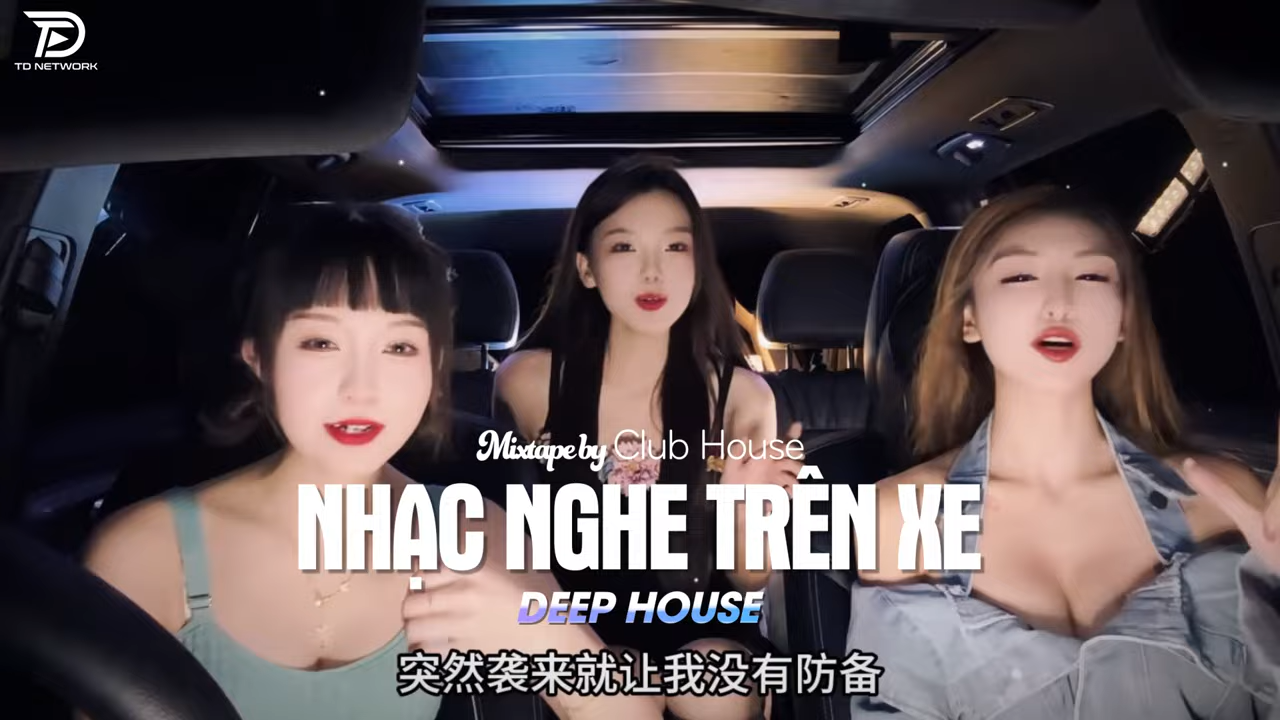 TD NETWORK
Mixtape by Club House
NHẠC NGHE TRÊN XE
DEEP HOUSE
突然袭来就让我没有防备